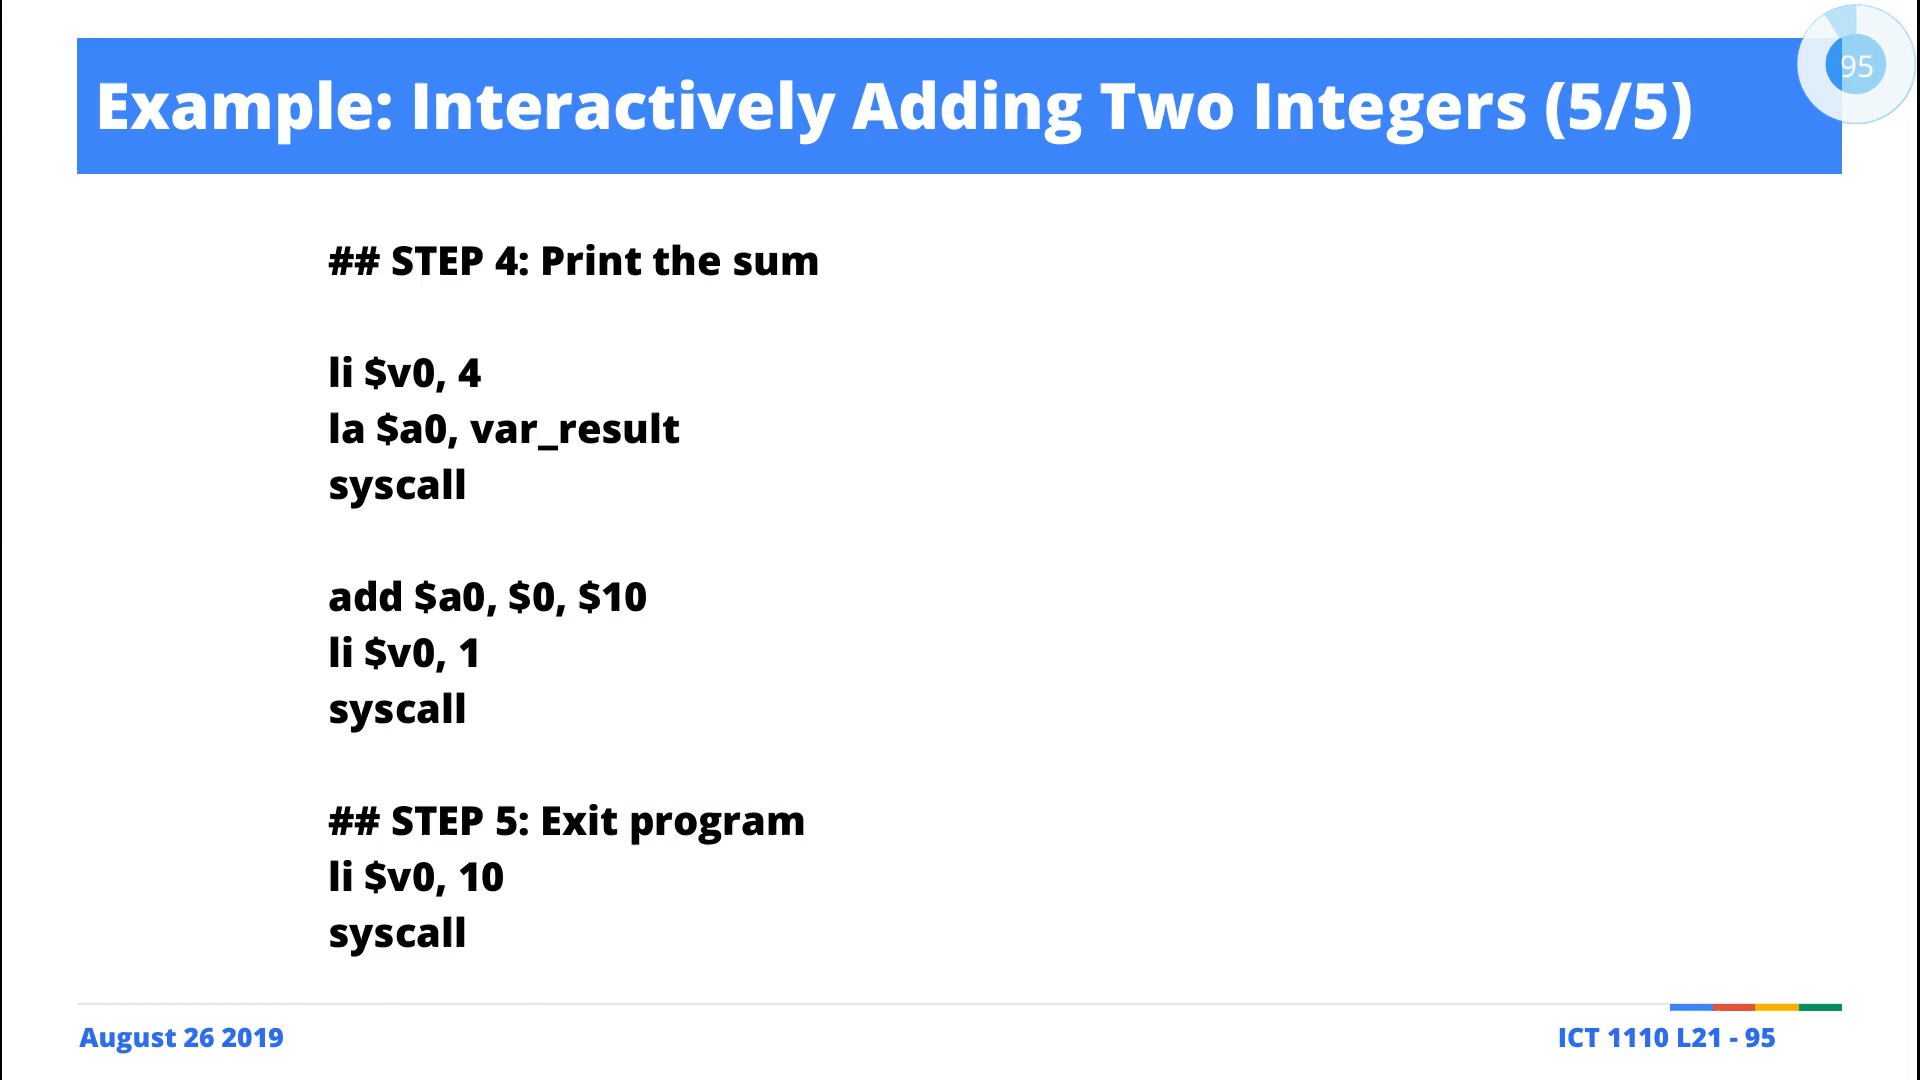 Example: Interactively Adding Two Integers (5/5)
95
## STEP 4: Print the sum
li $v0, 4
la $a0, var_result
syscall
add $a0, $0, $10
li $v0, 1
syscall
## STEP 5: Exit program
li $v0, 10
syscall
August 26 2019
ICT 1110 L21 - 95